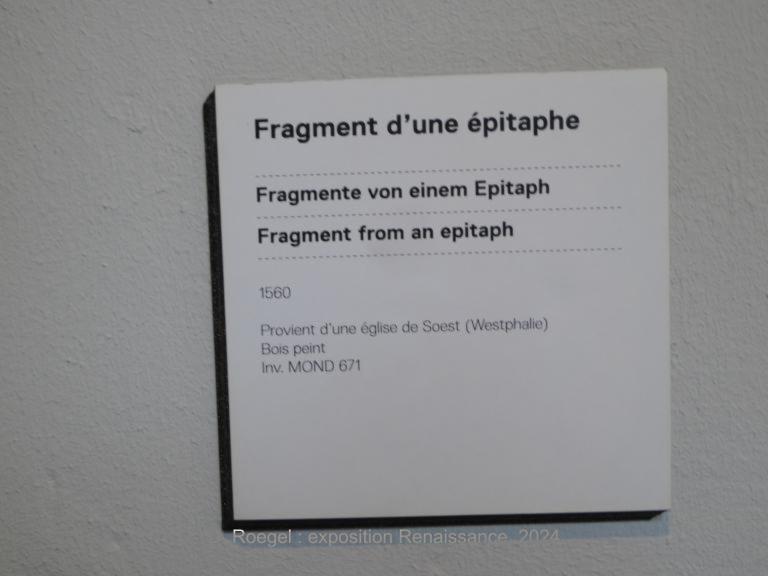 Fragment d'une épitaphe
Fragmente von einem Epitaph
Fragment from an epitaph
1560
Provient d'une église de Soest (Westphalie)
Bois peint
Inv. MOND 671
Roegel : exposition Renaissance, 2024